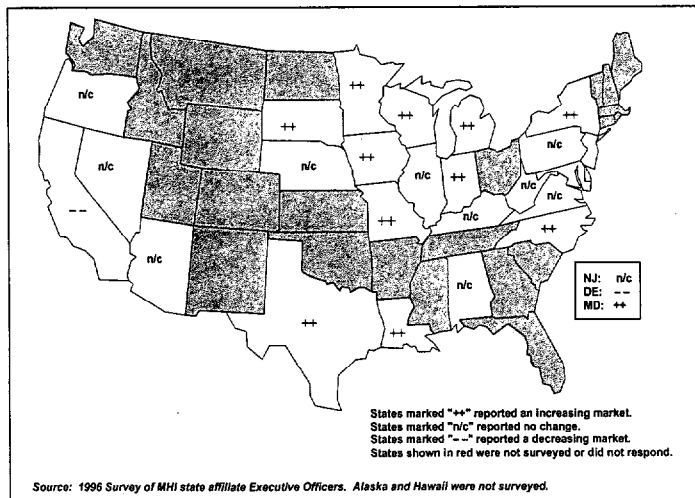 ++
n/c
++
++
++
++
n/c
++
n/c
n/c
++
n/c
n/c
++
n/c
n/c
– –
++
n/c
++
n/c
n/c
++
++
NJ: n/c
DE: – –
MD: ++
States marked "++" reported an increasing market.
States marked "n/c" reported no change.
States marked "– –" reported a decreasing market.
States shown in red were not surveyed or did not respond.
Source: 1996 Survey of MHI state affiliate Executive Officers. Alaska and Hawaii were not surveyed.